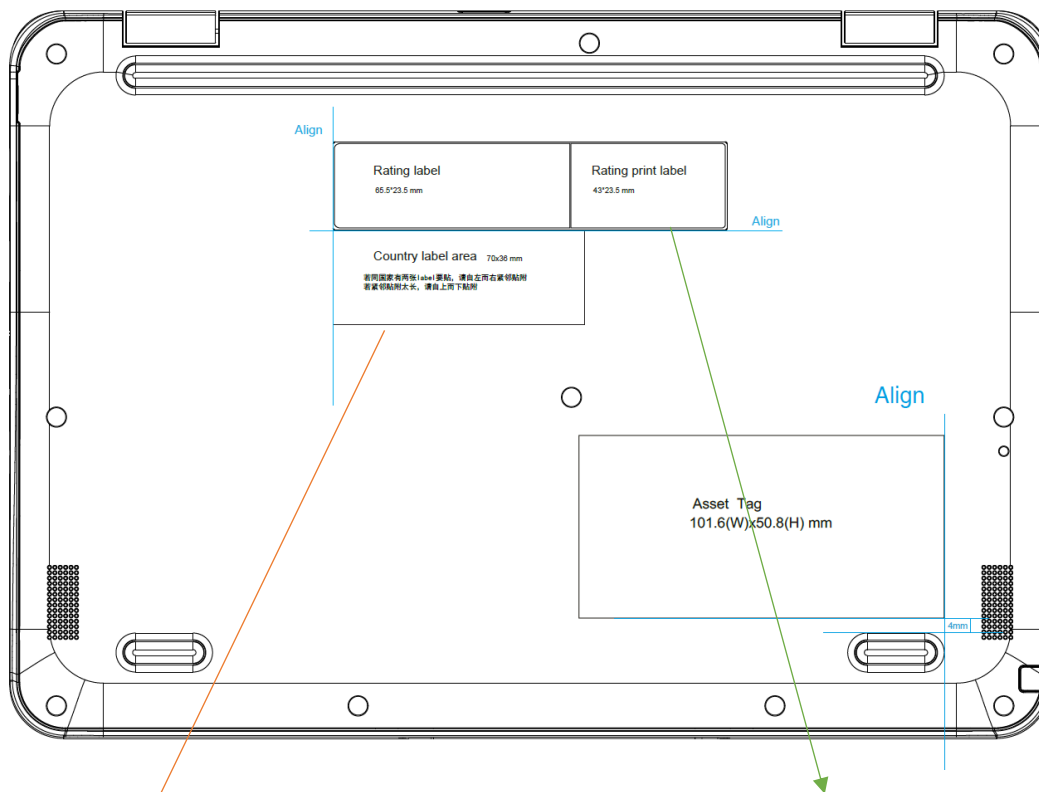 Align
Rating label
65.5*23.5 mm
Rating print label
43*23.5 mm
Align
Country label area 70x36 mm
若同国家有两张label要贴，请自左而右紧邻贴附
若紧邻贴附太长，请自上而下贴附
Align
Asset Tag
101.6(W)x50.8(H) mm
4mm